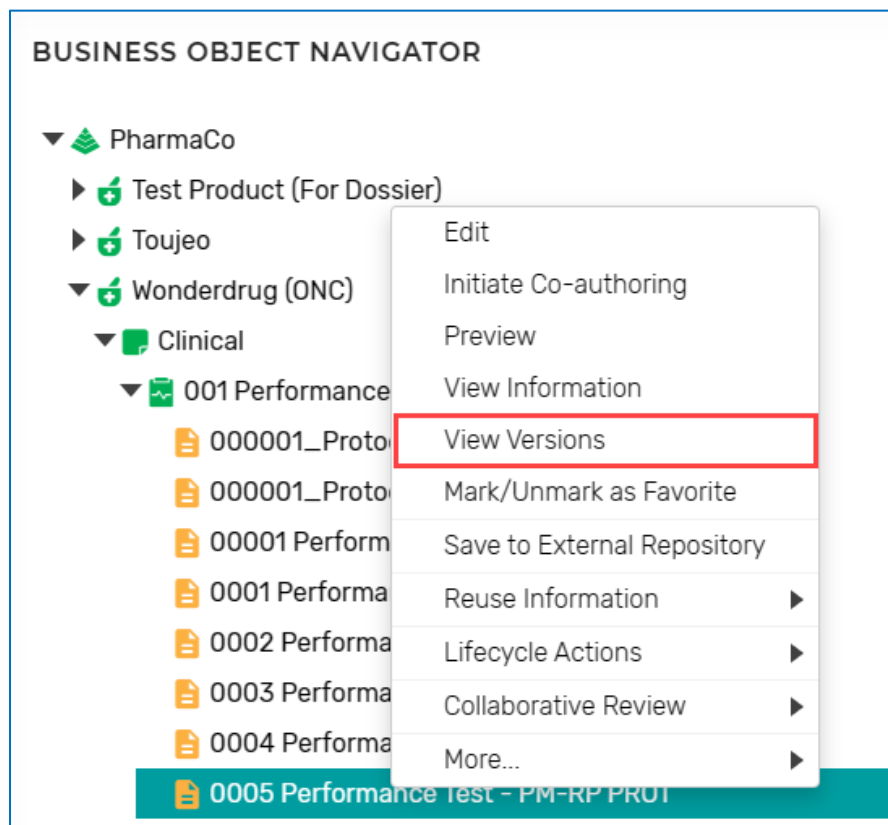 BUSINESS OBJECT NAVIGATOR
PharmaCo
Test Product (For Dossier)
Toujeo
Wonderdrug (ONC)
Clinical
001 Performance
000001_Proto
000001_Proto
00001 Perform
0001 Performa
0002 Performa
0003 Performa
0004 Performa
0005 Performance Test - PM-RP PROT
Edit
Initiate Co-authoring
Preview
View Information
View Versions
Mark/Unmark as Favorite
Save to External Repository
Reuse Information
Lifecycle Actions
Collaborative Review
More...